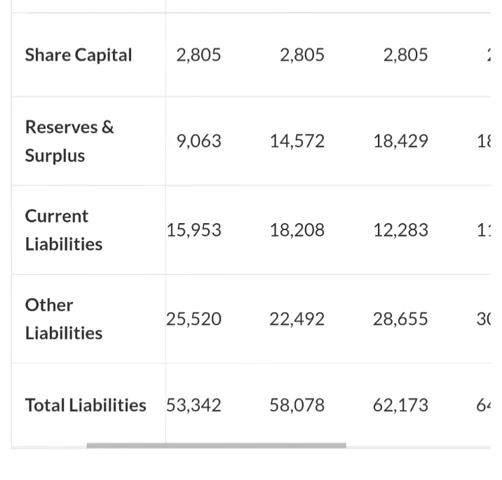 Share Capital 2,805 2,805 2,805
Reserves &
Surplus 9,063 14,572 18,429
Current
Liabilities 15,953 18,208 12,283
Other
Liabilities 25,520 22,492 28,655
Total Liabilities 53,342 58,078 62,173